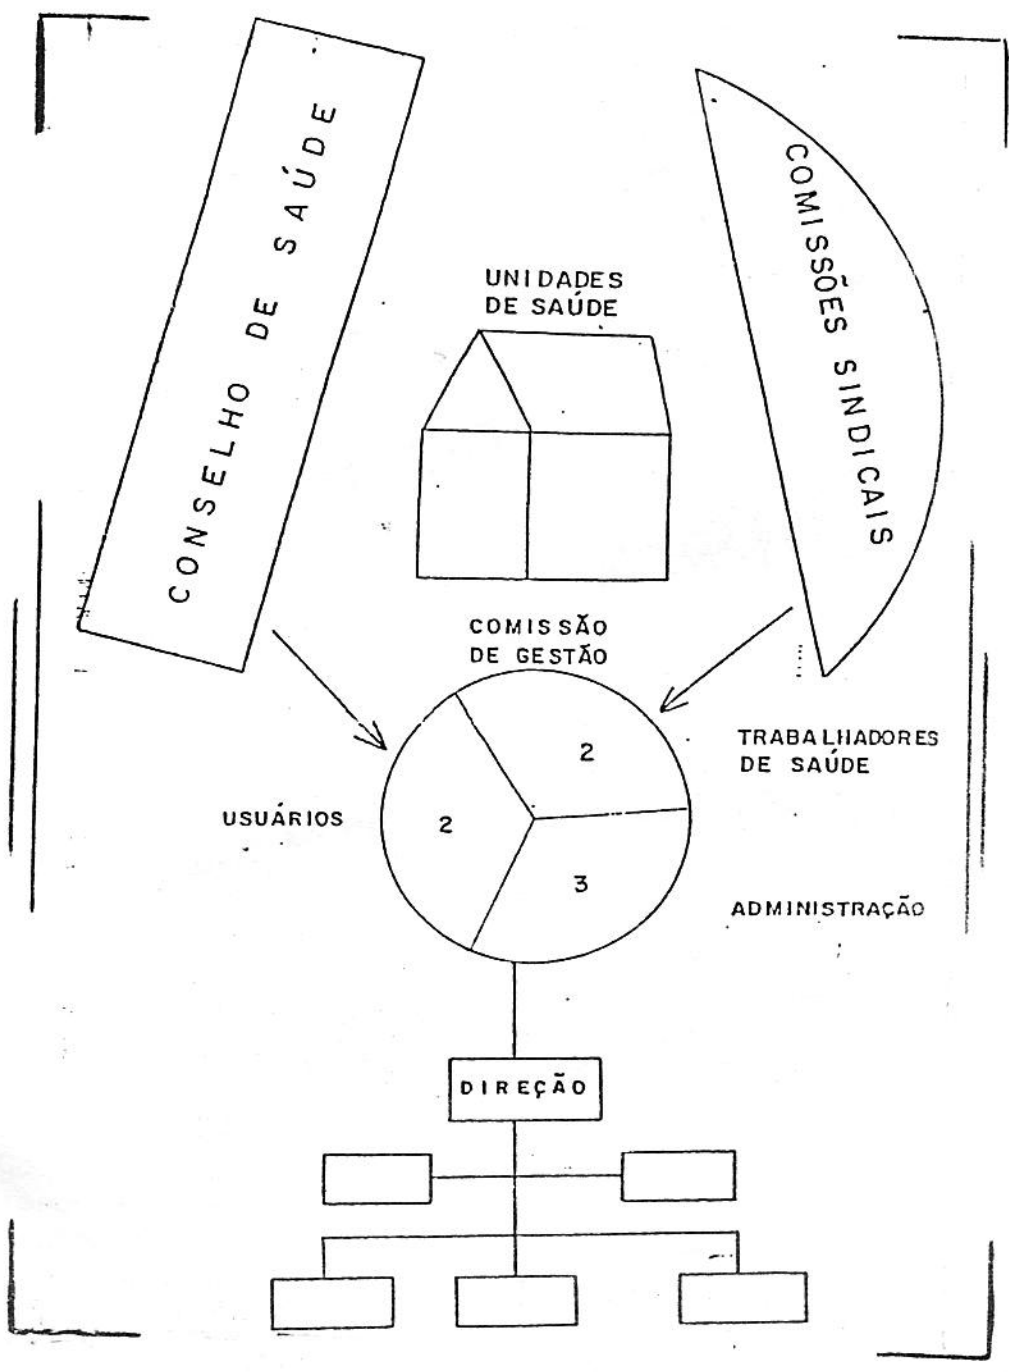 CONSELHO DE SAÚDE
COMISSÕES SINDICAIS
UNIDADES
DE SAÚDE
COMISSÃO
DE GESTÃO
2
TRABALHADORES
DE SAÚDE
USUÁRIOS
2
3
ADMINISTRAÇÃO
DIREÇÃO